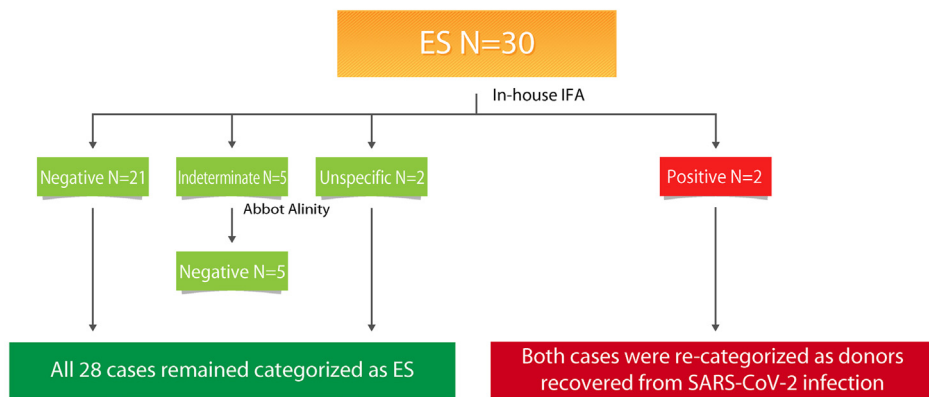 ES N=30
In-house IFA
Negative N=21
Indeterminate N=5
Unspecific N=2
Positive N=2
Abbot Alinity
Negative N=5
All 28 cases remained categorized as ES
Both cases were re-categorized as donors
recovered from SARS-CoV-2 infection